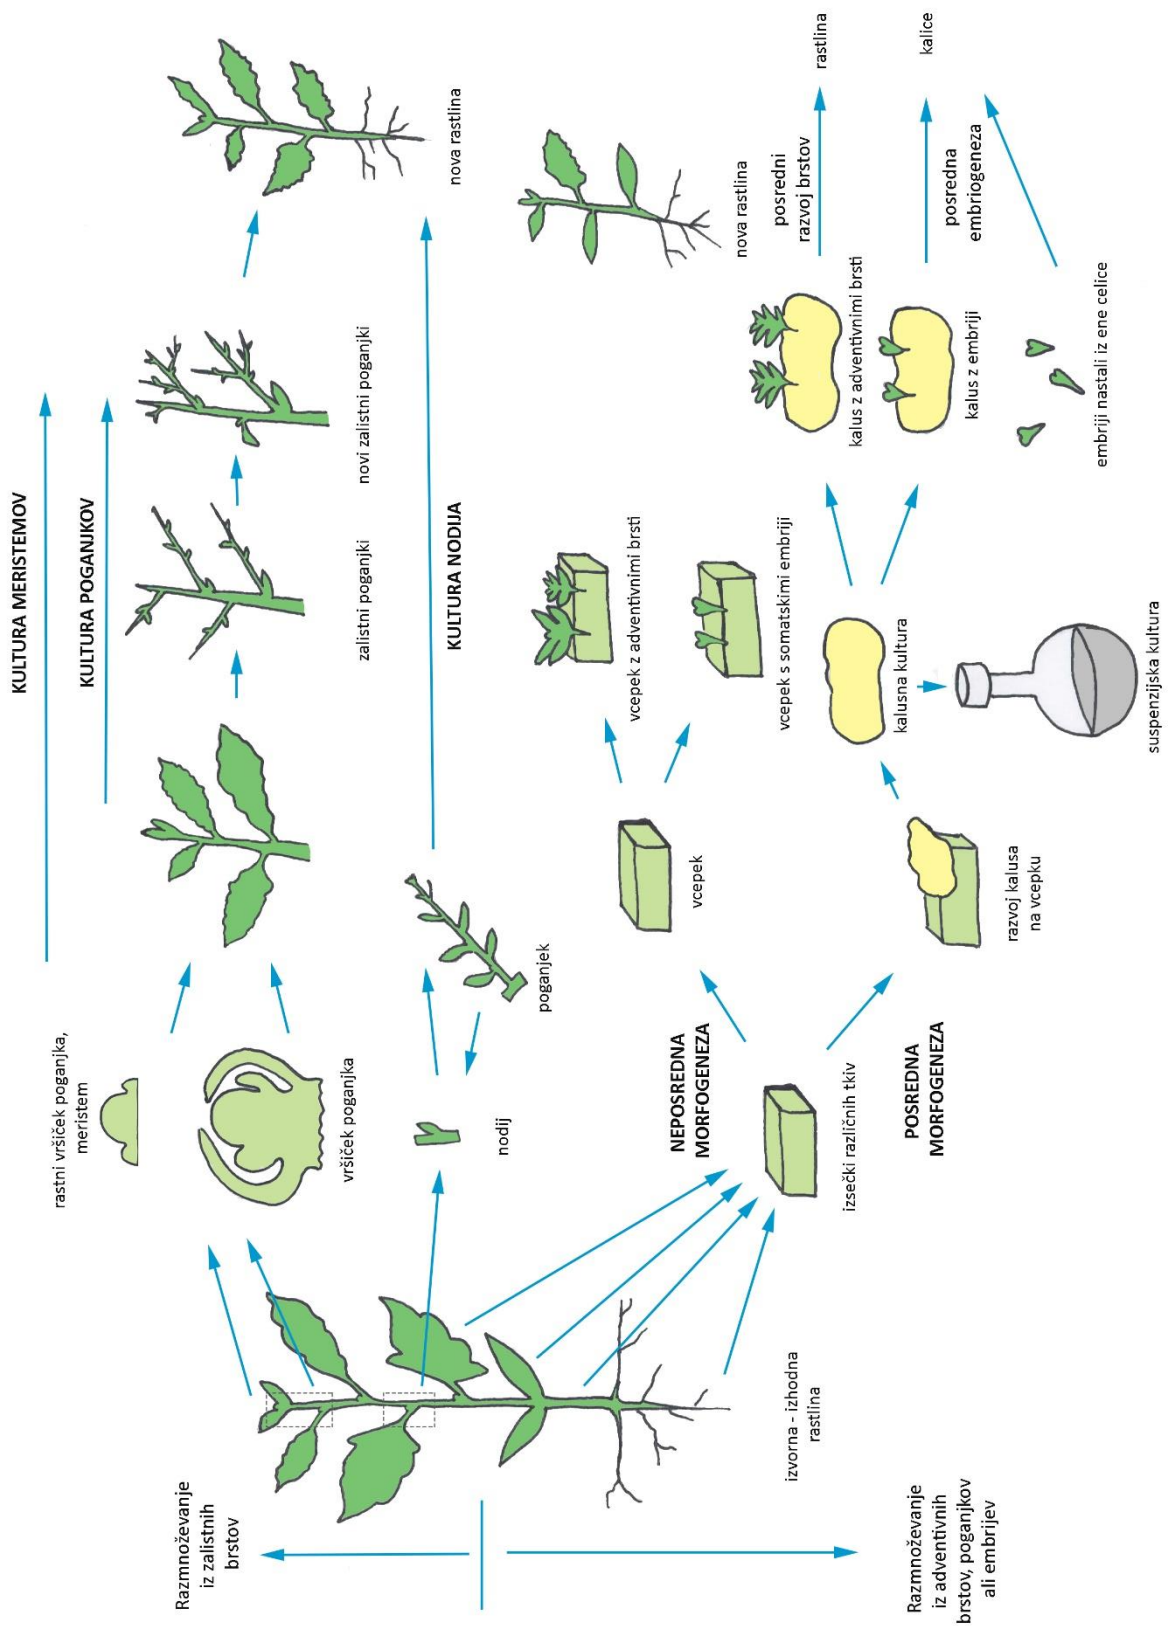 Razmnoževanje
iz zalistnih
brstov
Razmnoževanje
iz adventivnih
brstov, poganjkov
ali embrijev
izvorna - izhodna
rastlina
rastni vršiček poganjka,
meristem
vršiček poganjka
nodij
poganjek
KULTURA MERISTEMOV
KULTURA POGANJKOV
zalistni poganjki
novi zalistni poganjki
nova rastlina
KULTURA NODIJA
NEPOSREDNA
MORFOGENEZA
izsečki različnih tkiv
POSREDNA
MORFOGENEZA
vcepek
vcepek z adventivnimi brsti
vcepek s somatskimi embriji
nova rastlina
razvoj kalusa
na vcepku
kalusna kultura
suspenzijska kultura
kalus z adventivnimi brsti
kalus z embriji
embriji nastali iz ene celice
posredni
razvoj brstov
rastlina
posredna
embriogeneza
kalice